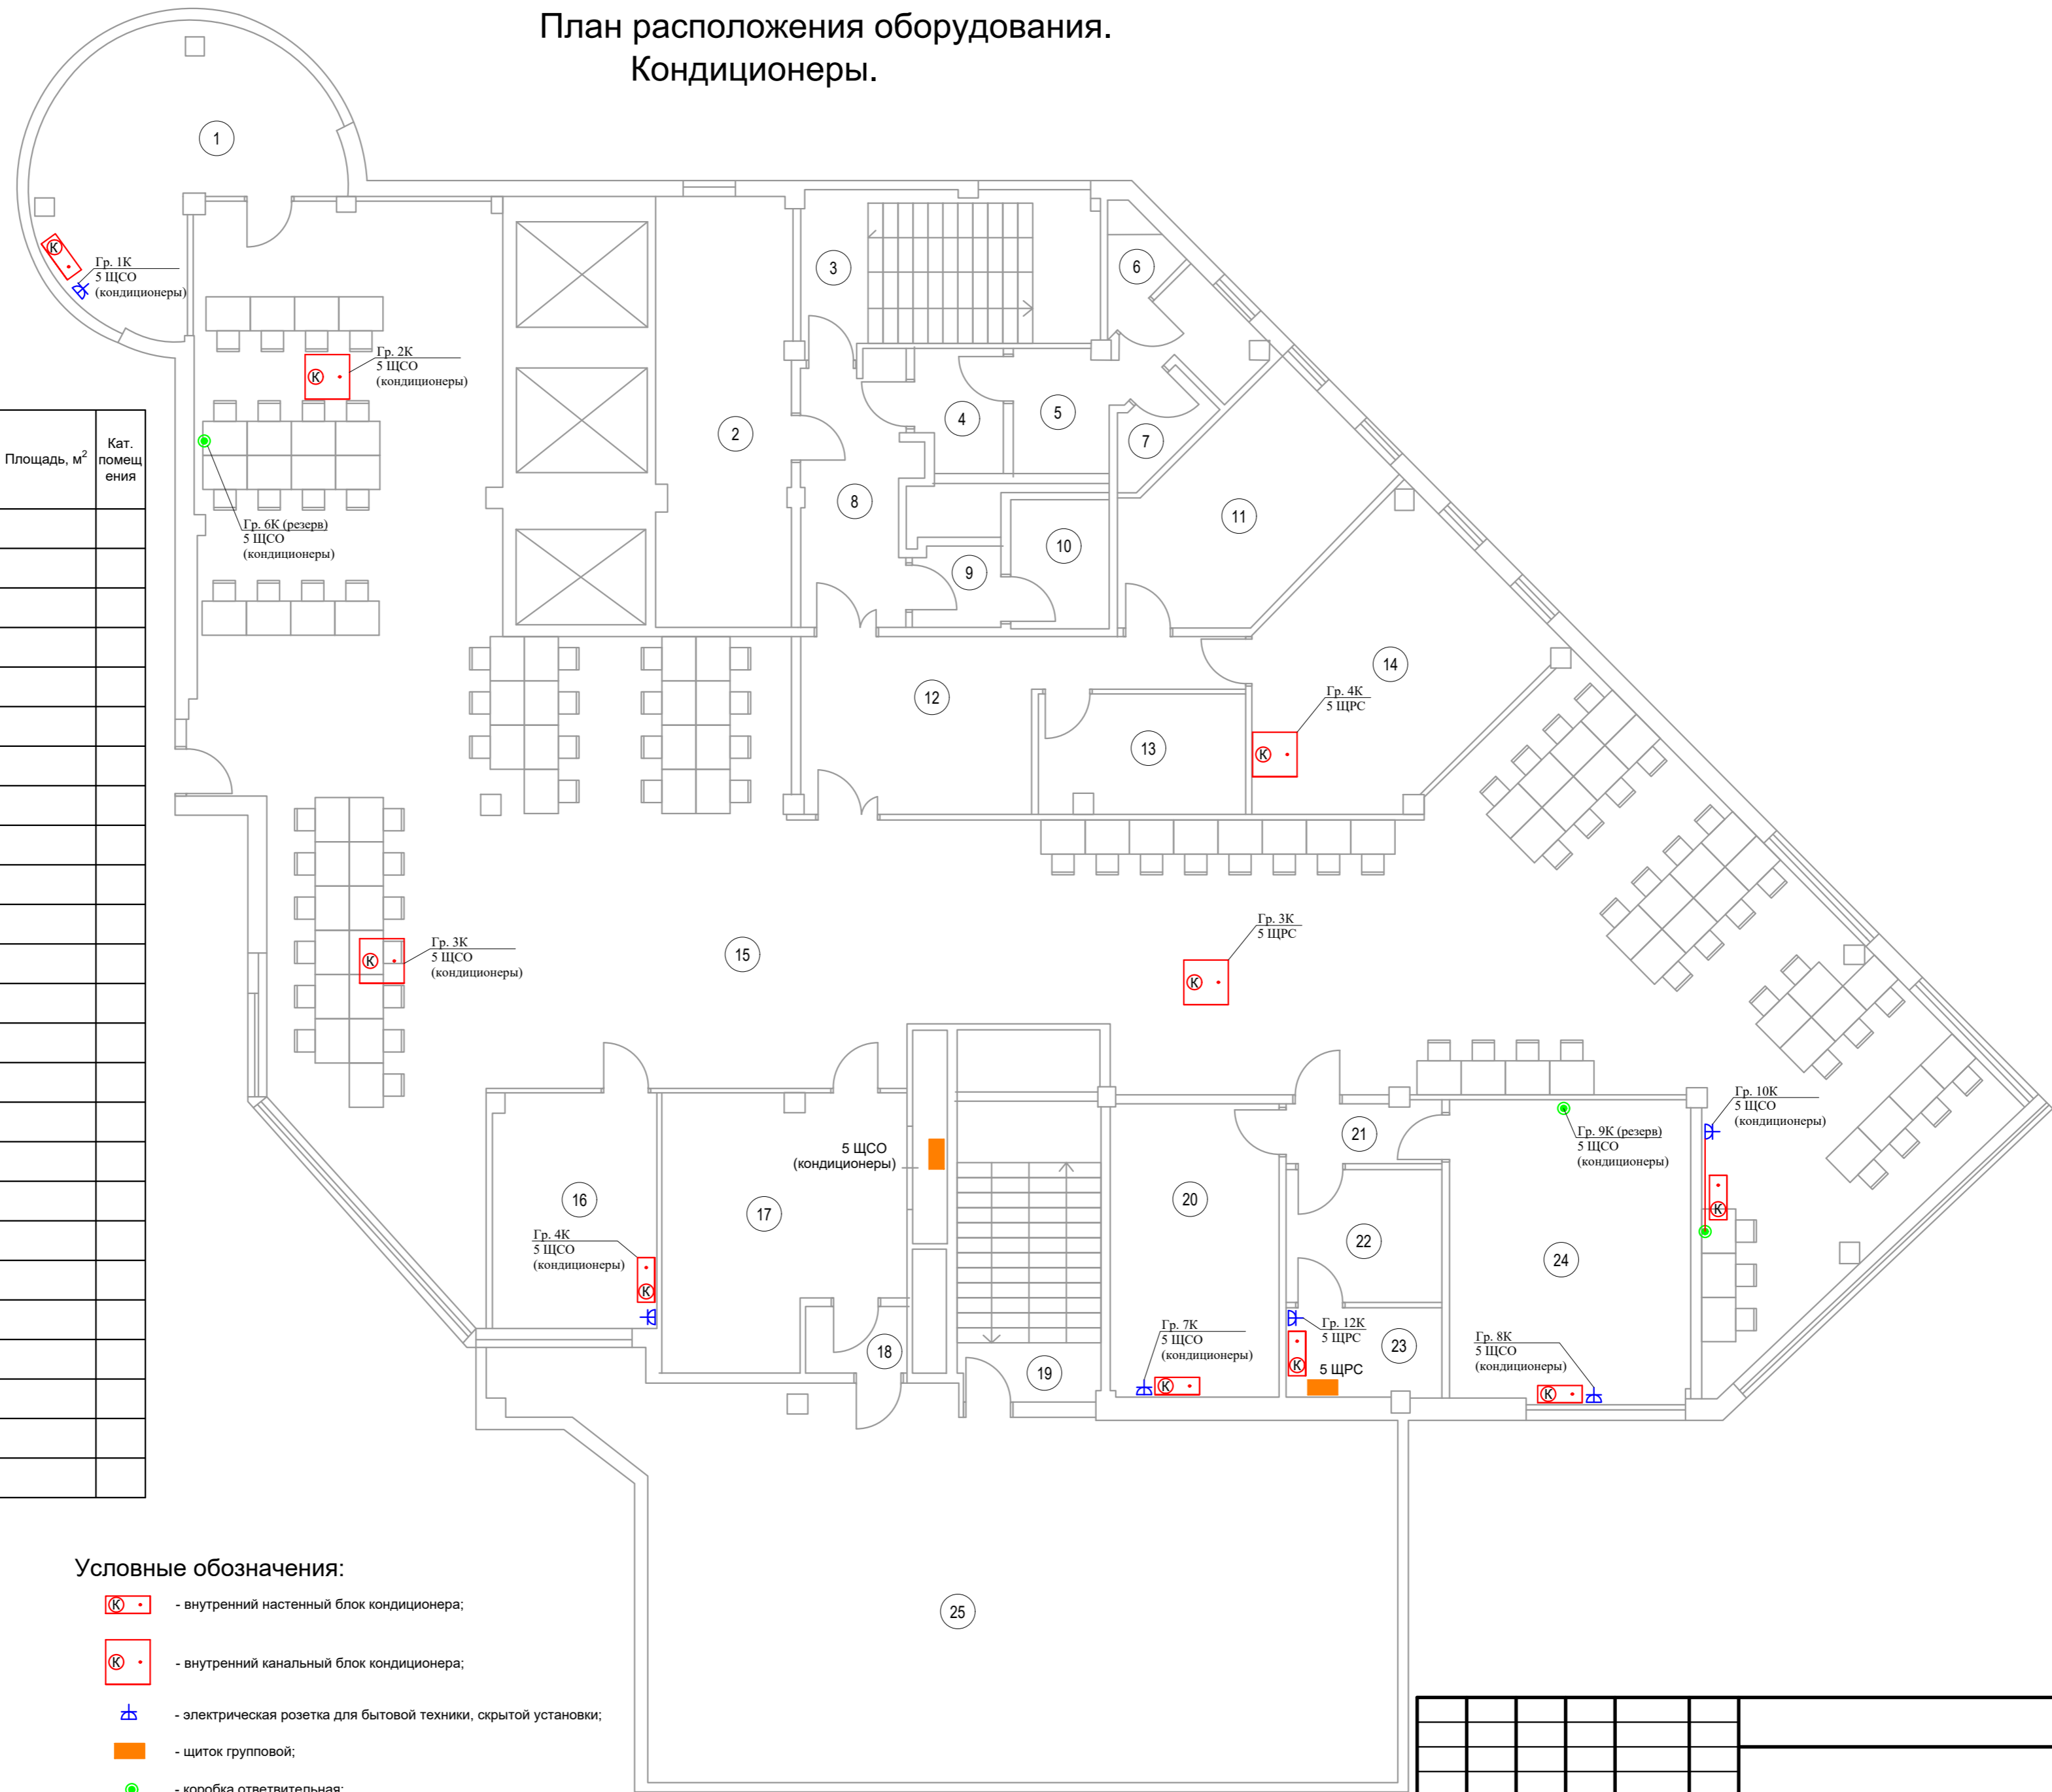 План расположения оборудования.
Кондиционеры.
1
Гр. 1К
5 ЩСО
(кондиционеры)
Гр. 2К
5 ЩСО
(кондиционеры)
Площадь, м²
Кат.
помещ
ения
Гр. 6К (резерв)
5 ЩСО
(кондиционеры)
2
3
4
5
6
7
8
9
10
11
12
13
14
Гр. 4К
5 ЩРС
Гр. 3К
5 ЩСО
(кондиционеры)
15
Гр. 3К
5 ЩРС
5 ЩСО
(кондиционеры)
16
Гр. 4К
5 ЩСО
(кондиционеры)
17
18
19
20
21
22
23
24
Гр. 9К (резерв)
5 ЩСО
(кондиционеры)
Гр. 10К
5 ЩСО
(кондиционеры)
Гр. 7К
5 ЩСО
(кондиционеры)
Гр. 12К
5 ЩРС
5 ЩРС
Гр. 8К
5 ЩСО
(кондиционеры)
К
К
К
К
К
К
К
К
К
К
25
Условные обозначения:
К
- внутренний настенный блок кондиционера;
К
- внутренний канальный блок кондиционера;
- электрическая розетка для бытовой техники, скрытой установки;
- щиток групповой;
- коробка ответвительная;